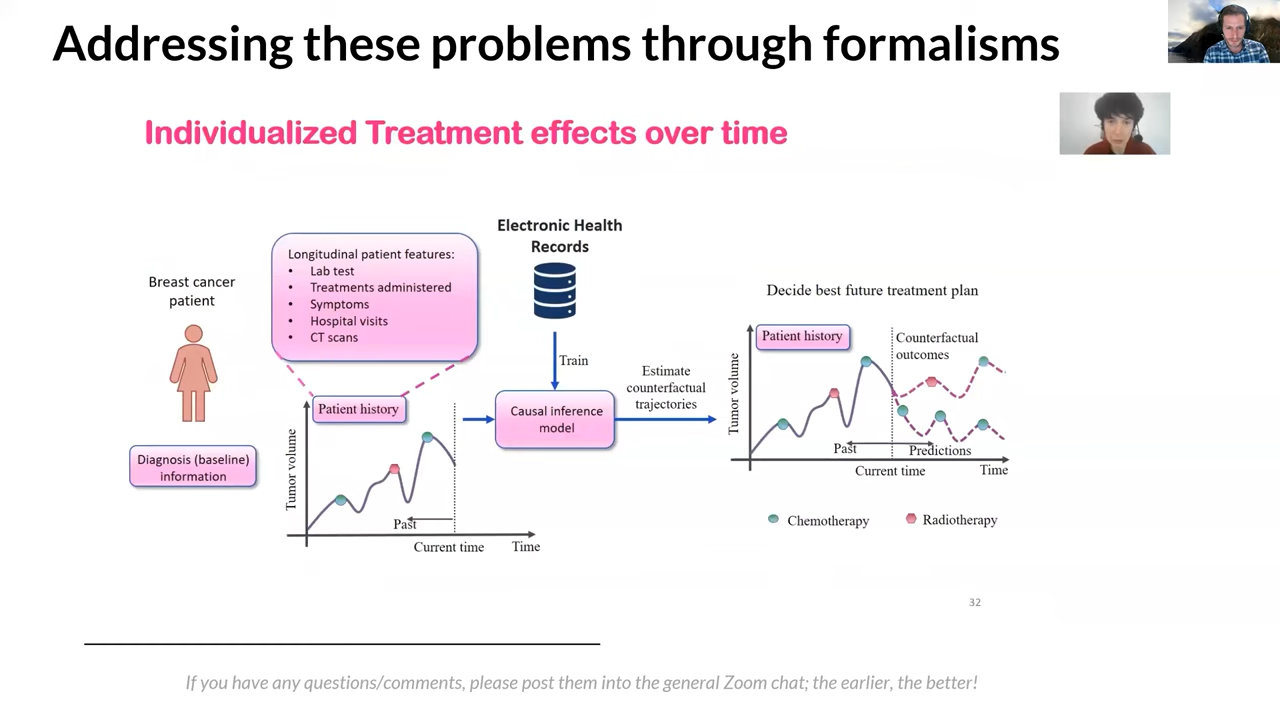 Addressing these problems through formalisms
Individualized Treatment effects over time
Breast cancer
patient
Diagnosis (baseline)
information
Longitudinal patient features:
• Lab test
• Treatments administered
• Symptoms
• Hospital visits
• CT scans
Patient history
Tumor volume
Past
Current time
Time
Electronic Health
Records
Train
Causal inference
model
Estimate
counterfactual
trajectories
Decide best future treatment plan
Patient history
Counterfactual
outcomes
Tumor volume
Past
Predictions
Current time
Time
Chemotherapy
Radiotherapy
32
If you have any questions/comments, please post them into the general Zoom chat; the earlier, the better!